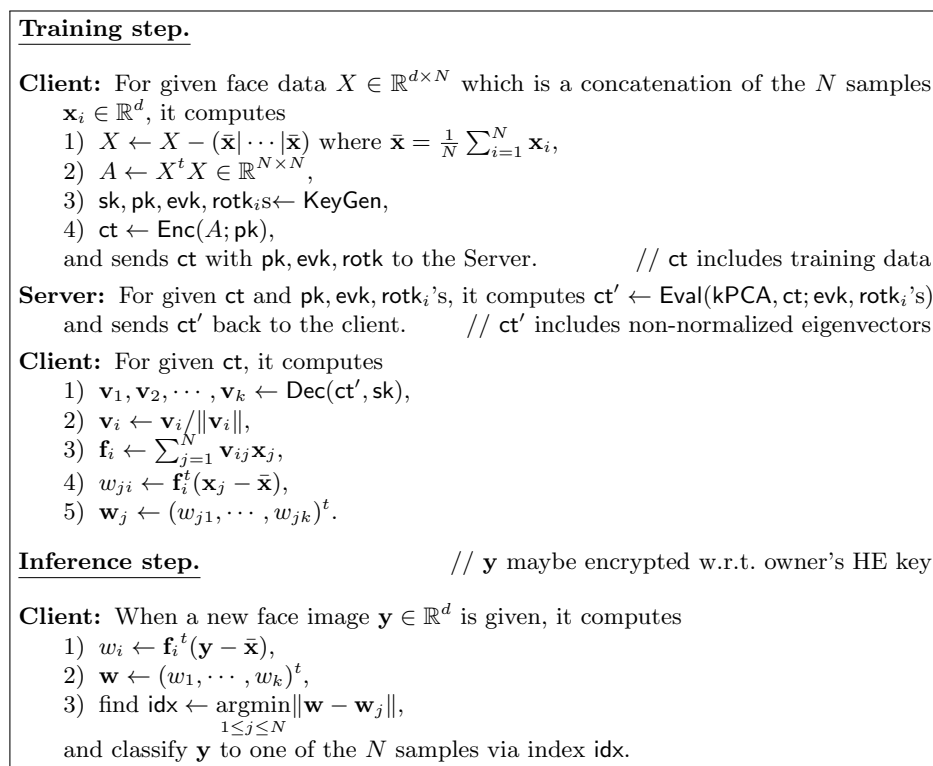 Training step.
Client: For given face data X ∈ ℝ^{d×N} which is a concatenation of the N samples
x_i ∈ ℝ^d, it computes
1) X ← X − (x̄| ⋯ |x̄) where x̄ = 1/N ∑_{i=1}^{N} x_i,
2) A ← X^t X ∈ ℝ^{N×N},
3) sk, pk, evk, rotk_i s← KeyGen,
4) ct ← Enc(A; pk),
and sends ct with pk, evk, rotk to the Server. // ct includes training data
Server: For given ct and pk, evk, rotk_i's, it computes ct′ ← Eval(kPCA, ct; evk, rotk_i's)
and sends ct′ back to the client. // ct′ includes non-normalized eigenvectors
Client: For given ct, it computes
1) v_1, v_2, ⋯ , v_k ← Dec(ct′, sk),
2) v_i ← v_i/‖v_i‖,
3) f_i ← ∑_{j=1}^{N} v_{ij} x_j,
4) w_{ji} ← f_i^t(x_j − x̄),
5) w_j ← (w_{j1}, ⋯ , w_{jk})^t.
Inference step. // y maybe encrypted w.r.t. owner's HE key
Client: When a new face image y ∈ ℝ^d is given, it computes
1) w_i ← f_i^t(y − x̄),
2) w ← (w_1, ⋯ , w_k)^t,
3) find idx ← argmin_{1≤j≤N} ‖w − w_j‖,
and classify y to one of the N samples via index idx.